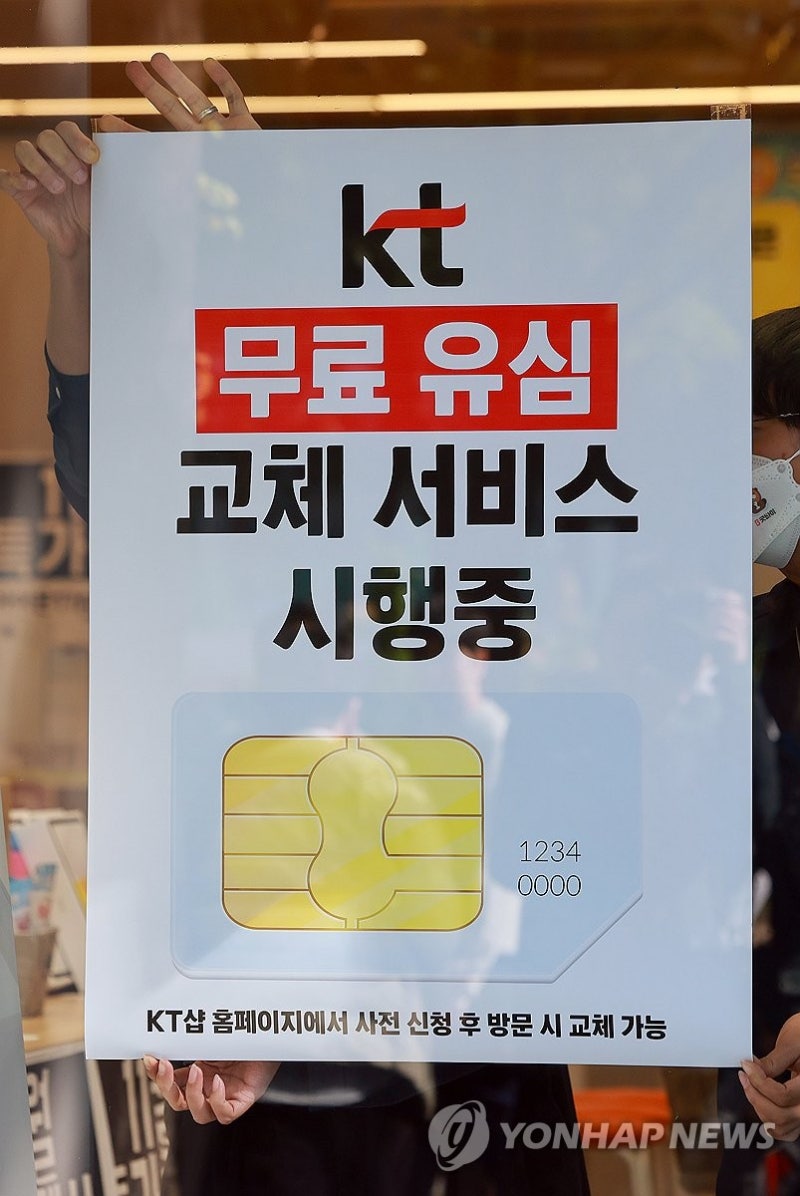 kt
무료 유심
교체 서비스
시행중
1234
0000
KT샵 홈페이지에서 사전 신청 후 방문 시 교체 가능
YONHAP NEWS